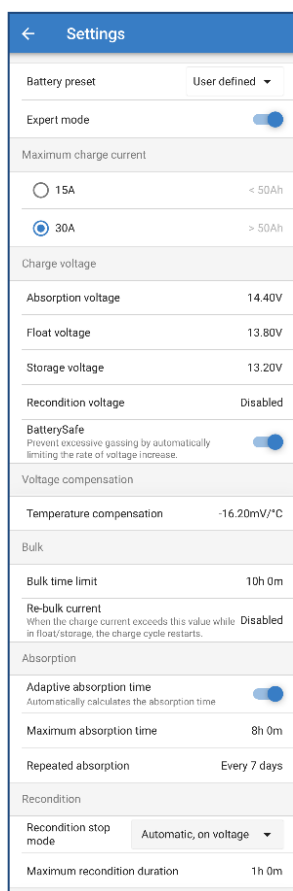 Settings
Battery preset User defined
Expert mode
Maximum charge current
15A < 50Ah
30A > 50Ah
Charge voltage
Absorption voltage 14.40V
Float voltage 13.80V
Storage voltage 13.20V
Recondition voltage Disabled
BatterySafe
Prevent excessive gassing by automatically
limiting the rate of voltage increase.
Voltage compensation
Temperature compensation -16.20mV/°C
Bulk
Bulk time limit 10h 0m
Re-bulk current
When the charge current exceeds this value while Disabled
in float/storage, the charge cycle restarts.
Absorption
Adaptive absorption time
Automatically calculates the absorption time
Maximum absorption time 8h 0m
Repeated absorption Every 7 days
Recondition
Recondition stop
mode Automatic, on voltage
Maximum recondition duration 1h 0m